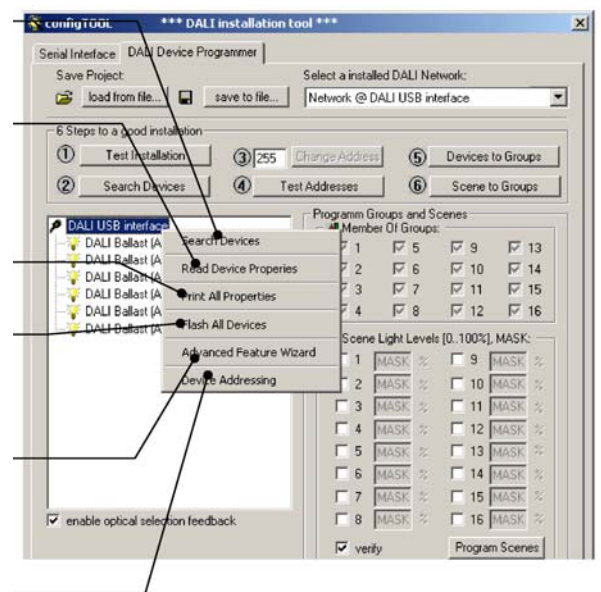 configTOOL *** DALI installation tool ***
Serial Interface DALI Device Programmer
Save Project: Select a installed DALI Network:
load from file... save to file... Network @ DALI USB interface
6 Steps to a good installation
1 Test Installation 3 255 Change Address 5 Devices to Groups
2 Search Devices 4 Test Addresses 6 Scene to Groups
Programm Groups and Scenes
DALI USB interface Member Of Groups:
DALI Ballast (A Search Devices 1 5 9 13
DALI Ballast (A Read Device Properies 2 6 10 14
DALI Ballast (A Print All Properties 3 7 11 15
DALI Ballast (A Flash All Devices 4 8 12 16
DALI Ballast (A
DALI Ballast (A
Scene Light Levels [0..100%], MASK:
Advanced Feature Wizard 1 MASK % 9 MASK %
Device Addressing 2 MASK % 10 MASK %
3 MASK % 11 MASK %
4 MASK % 12 MASK %
5 MASK % 13 MASK %
6 MASK % 14 MASK %
7 MASK % 15 MASK %
8 MASK % 16 MASK %
enable optical selection feedback
verify Program Scenes